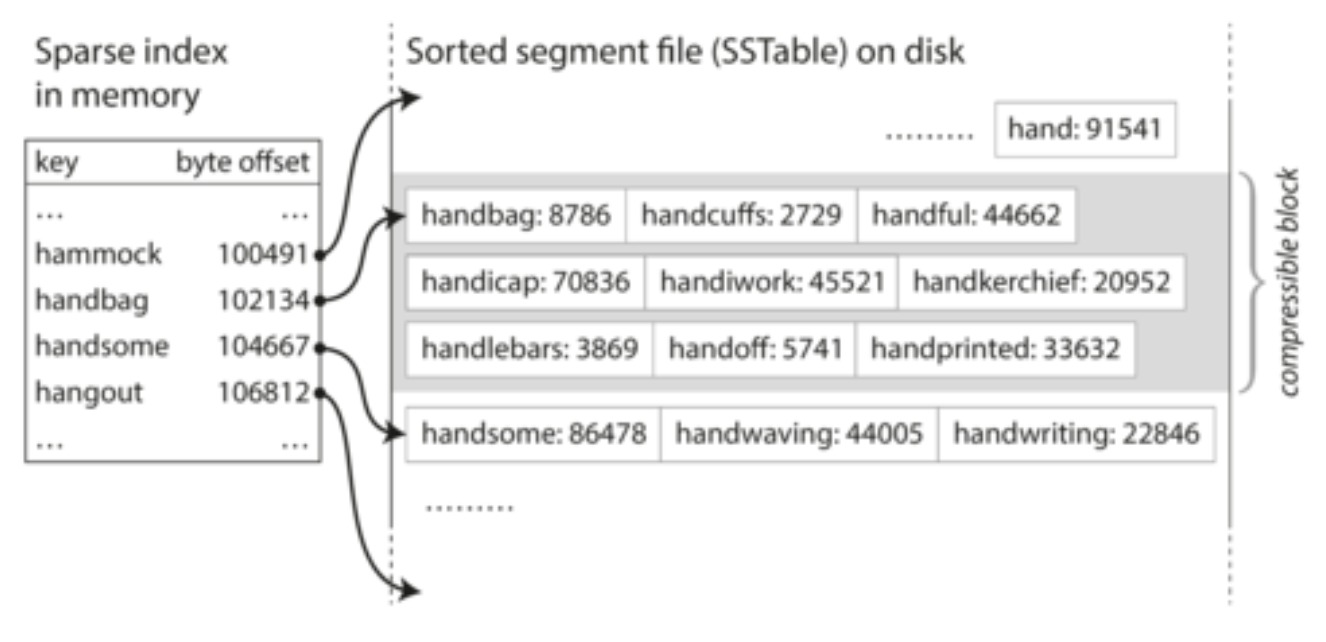 Sparse index
in memory
key byte offset
... ...
hammock 100491
handbag 102134
handsome 104667
hangout 106812
... ...
Sorted segment file (SSTable) on disk
......... hand: 91541
handbag: 8786 handcuffs: 2729 handful: 44662
handicap: 70836 handiwork: 45521 handkerchief: 20952
handlebars: 3869 handoff: 5741 handprinted: 33632
handsome: 86478 handwaving: 44005 handwriting: 22846
.........
compressible block